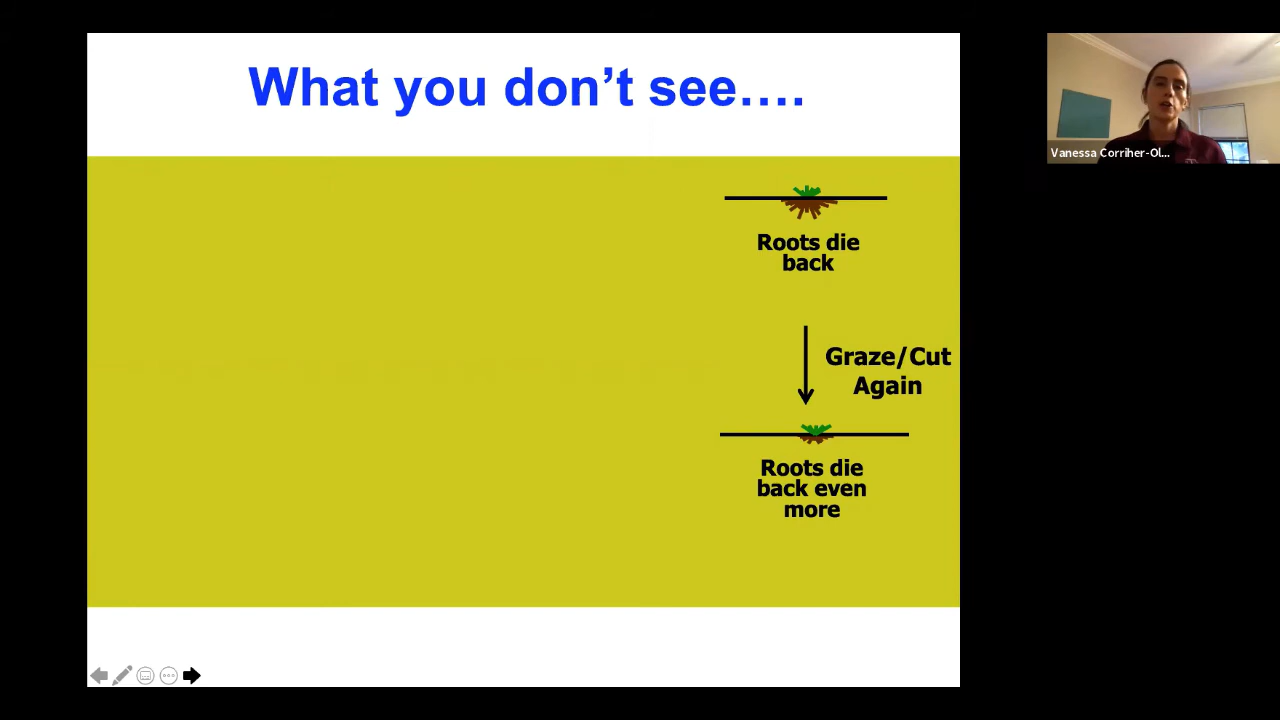 What you don't see….
Vanessa Corriher-Ol...
Roots die
back
Graze/Cut
Again
Roots die
back even
more